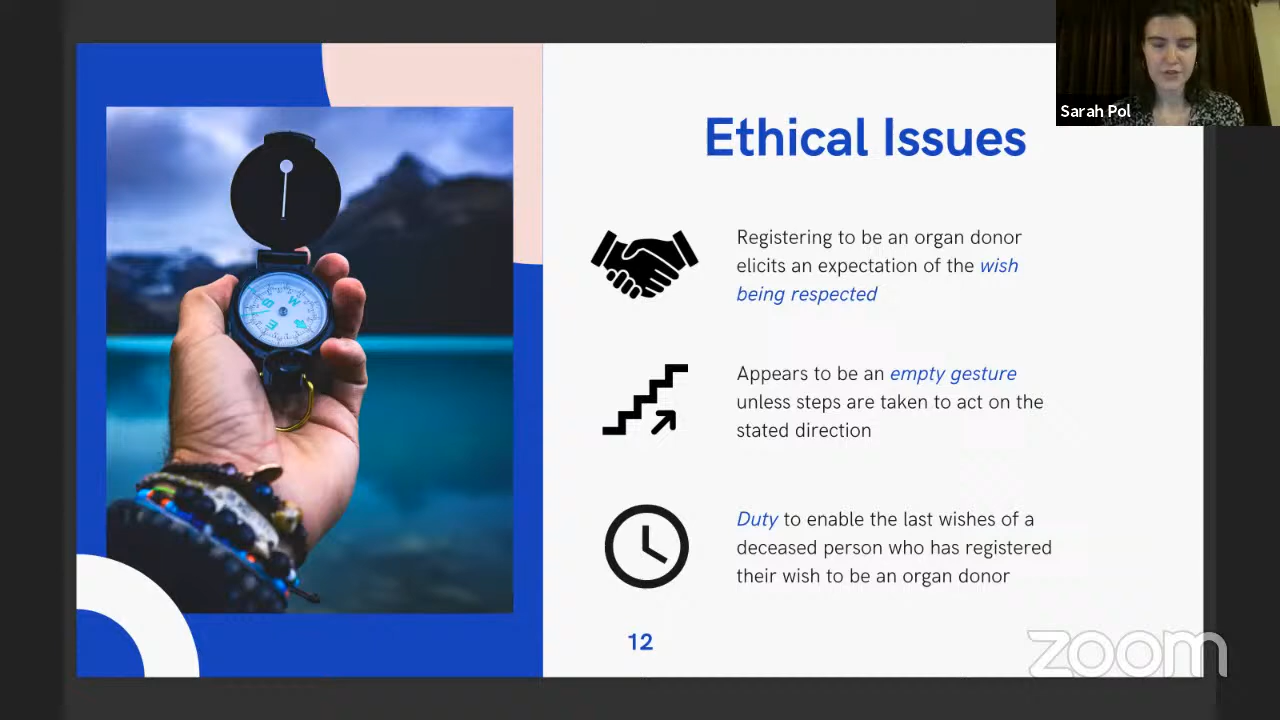 Sarah Pol
Ethical Issues
Registering to be an organ donor
elicits an expectation of the wish
being respected
Appears to be an empty gesture
unless steps are taken to act on the
stated direction
Duty to enable the last wishes of a
deceased person who has registered
their wish to be an organ donor
12
zoom
W
S
E